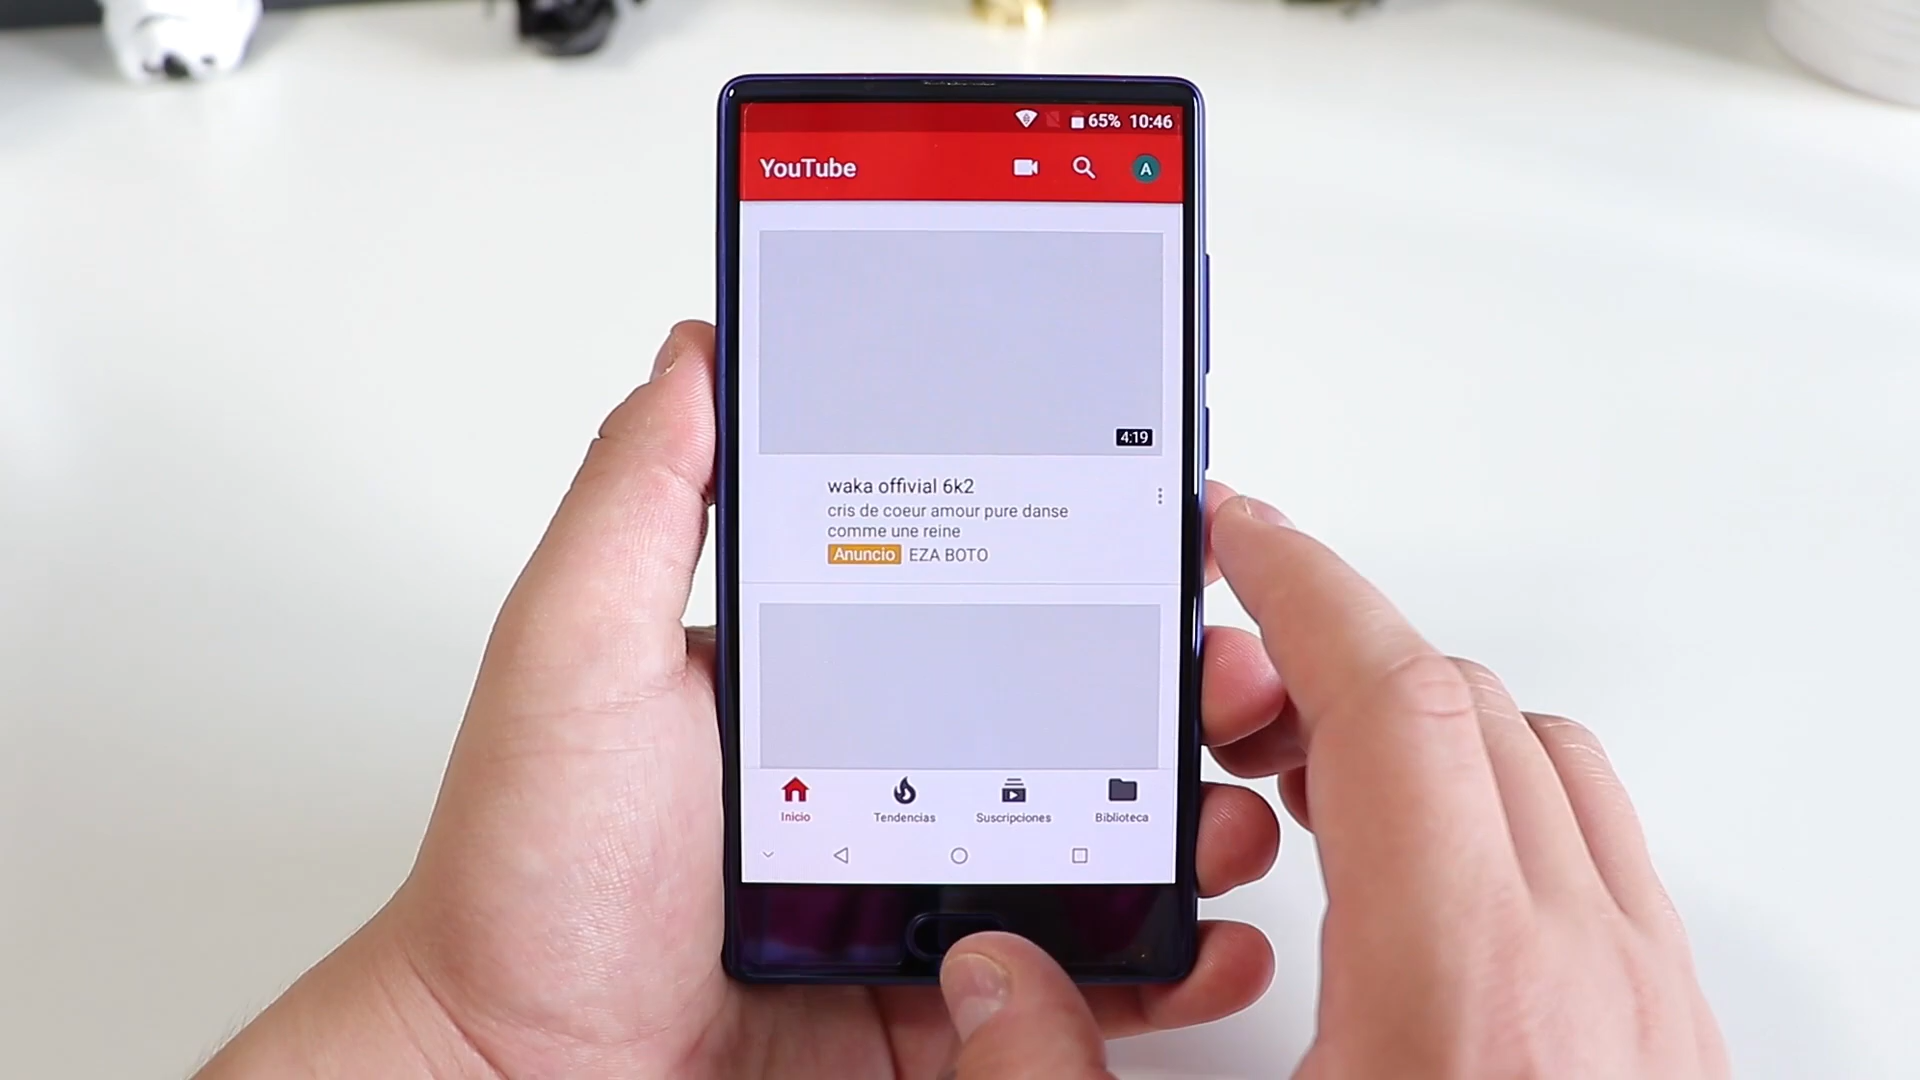 65% 10:46
YouTube
A
4:19
waka offivial 6k2
cris de coeur amour pure danse
comme une reine
Anuncio EZA BOTO
Inicio Tendencias Suscripciones Biblioteca